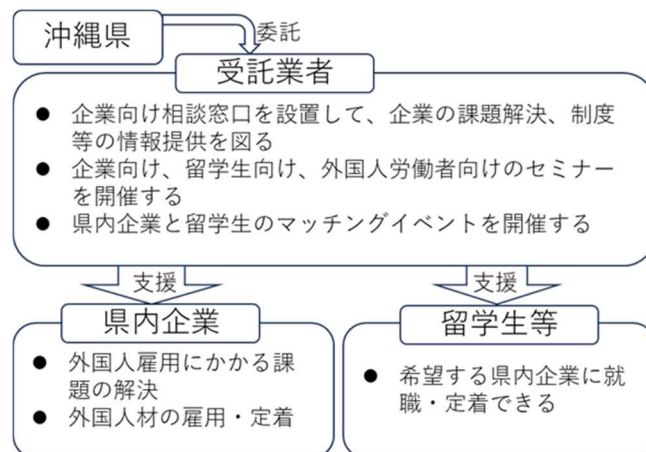 沖縄県
委託
受託業者
● 企業向け相談窓口を設置して、企業の課題解決、制度
等の情報提供を図る
● 企業向け、留学生向け、外国人労働者向けのセミナー
を開催する
● 県内企業と留学生のマッチングイベントを開催する
支援
支援
県内企業
● 外国人雇用にかかる課
題の解決
● 外国人材の雇用・定着
留学生等
● 希望する県内企業に就
職・定着できる